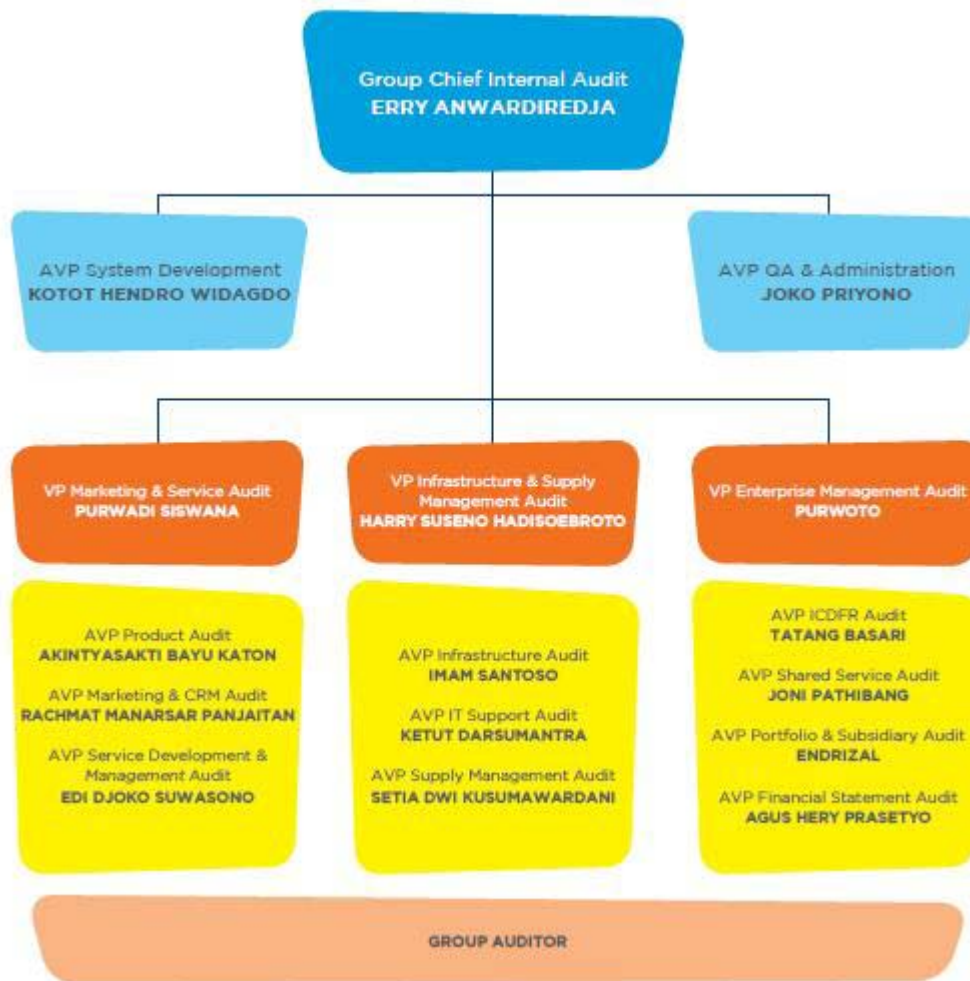 Group Chief Internal Audit
ERRY ANWARDIREDJA
AVP System Development
KOTOT HENDRO WIDAGDO
AVP QA & Administration
JOKO PRIYONO
VP Marketing & Service Audit
PURWADI SISWANA
VP Infrastructure & Supply
Management Audit
HARRY SUSENO HADISOEBROTO
VP Enterprise Management Audit
PURWOTO
AVP Product Audit
AKINTYASAKTI BAYU KATON
AVP Marketing & CRM Audit
RACHMAT MANARSAR PANJAITAN
AVP Service Development &
Management Audit
EDI DJOKO SUWASONO
AVP Infrastructure Audit
IMAM SANTOSO
AVP IT Support Audit
KETUT DARSUMANTRA
AVP Supply Management Audit
SETIA DWI KUSUMAWARDANI
AVP ICDFR Audit
TATANG BASARI
AVP Shared Service Audit
JONI PATHIBANG
AVP Portfolio & Subsidiary Audit
ENDRIZAL
AVP Financial Statement Audit
AGUS HERY PRASETYO
GROUP AUDITOR